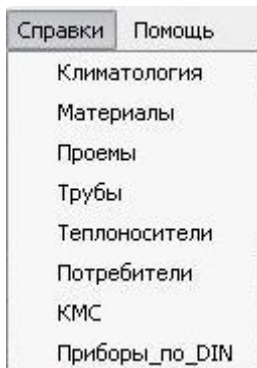 Справки Помощь
Климатология
Материалы
Проемы
Трубы
Теплоносители
Потребители
КМС
Приборы_по_DIN